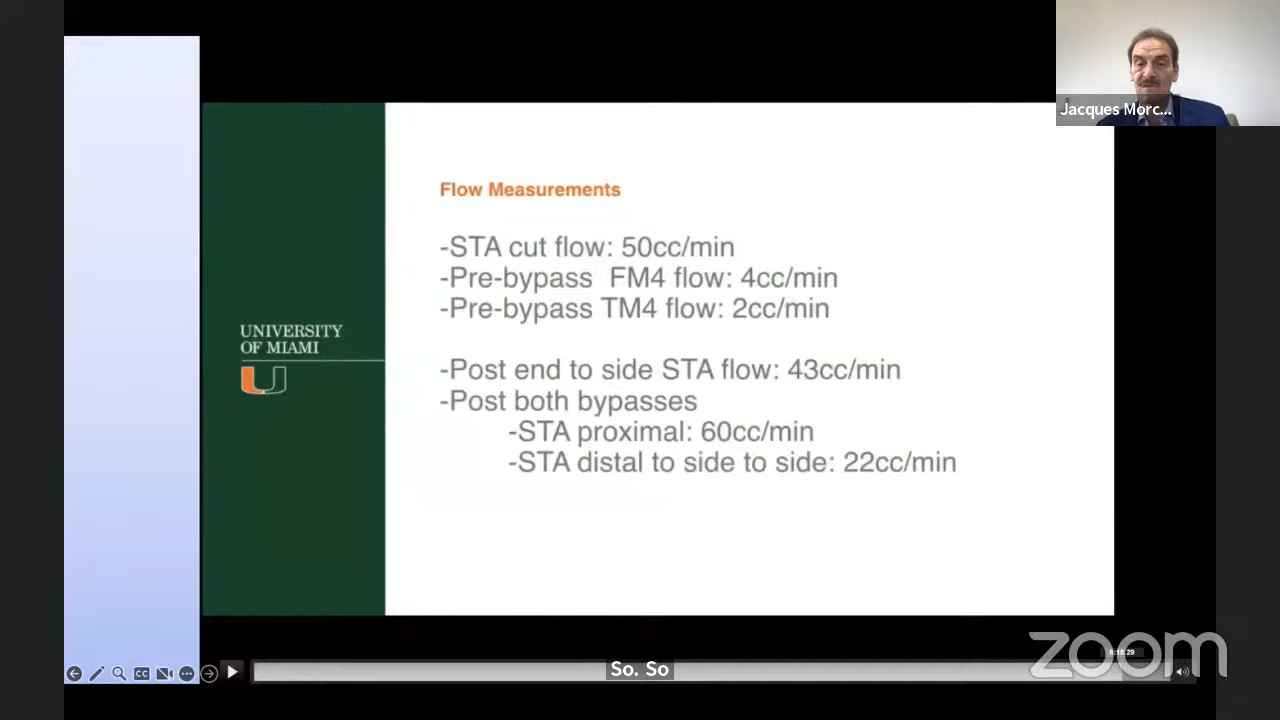 Jacques Morc...
Flow Measurements
-STA cut flow: 50cc/min
-Pre-bypass FM4 flow: 4cc/min
-Pre-bypass TM4 flow: 2cc/min
UNIVERSITY
OF MIAMI
-Post end to side STA flow: 43cc/min
-Post both bypasses
-STA proximal: 60cc/min
-STA distal to side to side: 22cc/min
zoom
CC
So. So